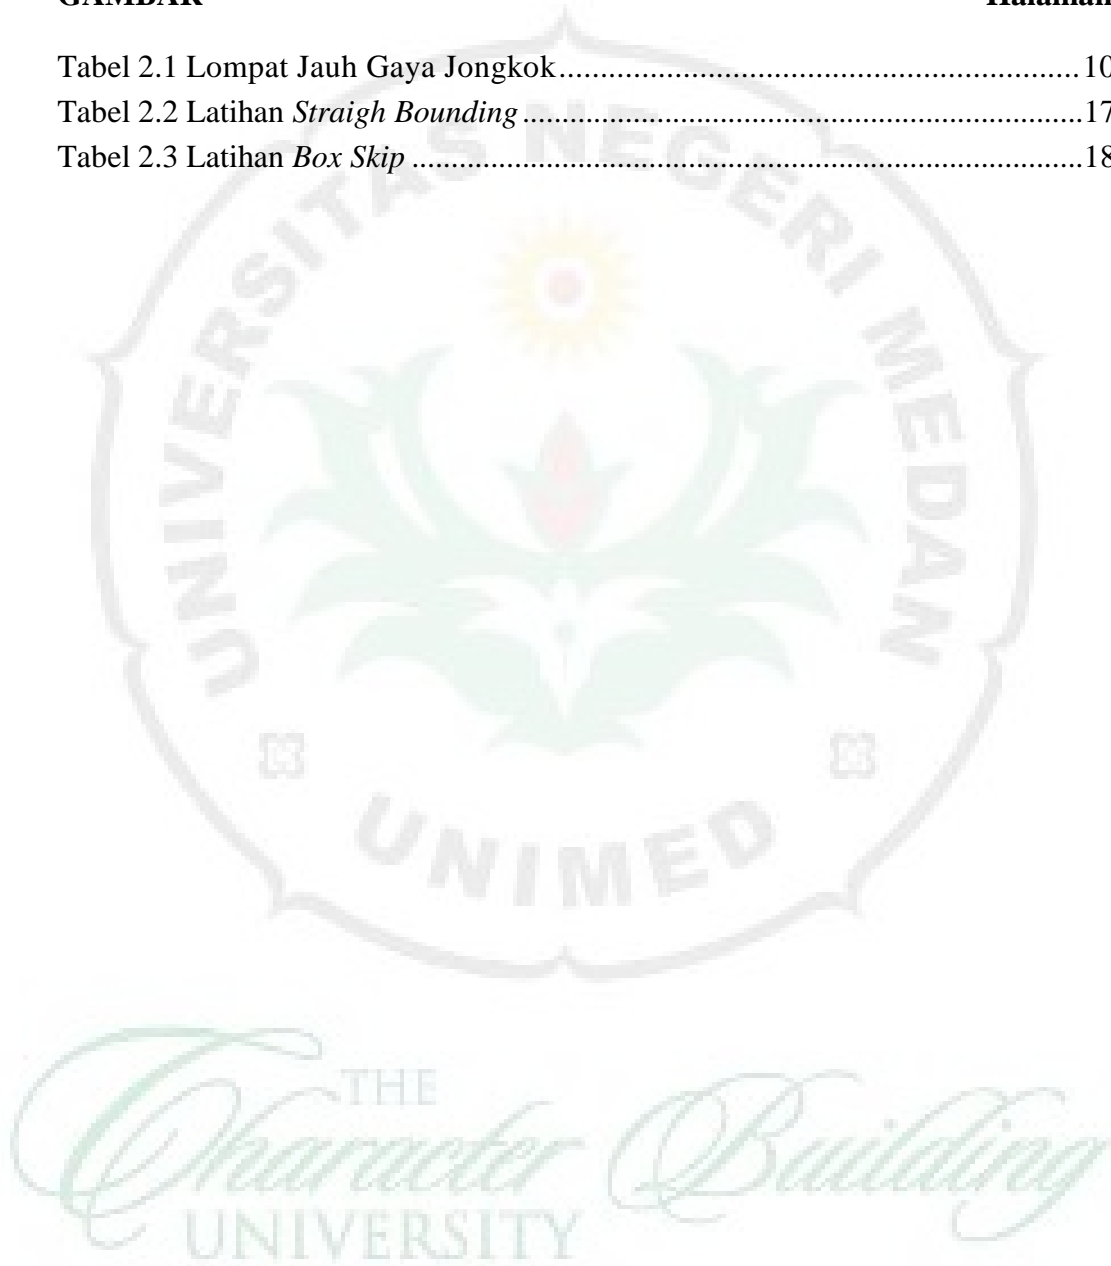 GAMBAR Halaman
Tabel 2.1 Lompat Jauh Gaya Jongkok.......................................................................10
Tabel 2.2 Latihan Straigh Bounding..........................................................................17
Tabel 2.3 Latihan Box Skip ......................................................................................18
UNIVERSITAS NEGERI MEDAN
UNIMED
THE
Character Building
UNIVERSITY